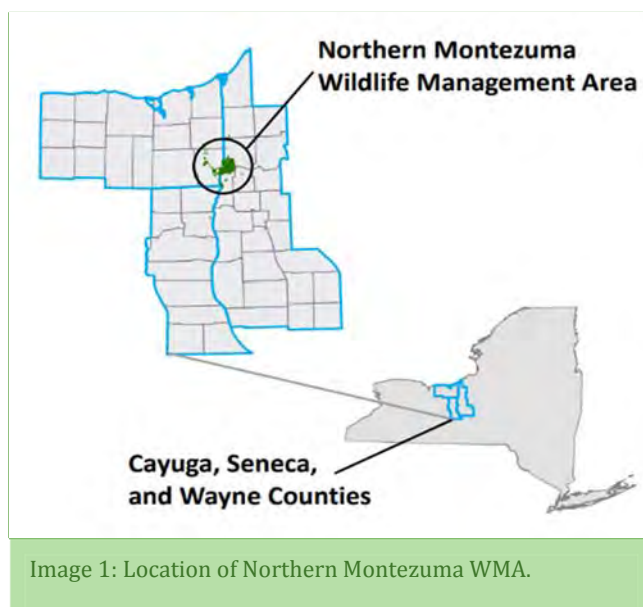 Northern Montezuma
Wildlife Management Area
Cayuga, Seneca,
and Wayne Counties
Image 1: Location of Northern Montezuma WMA.